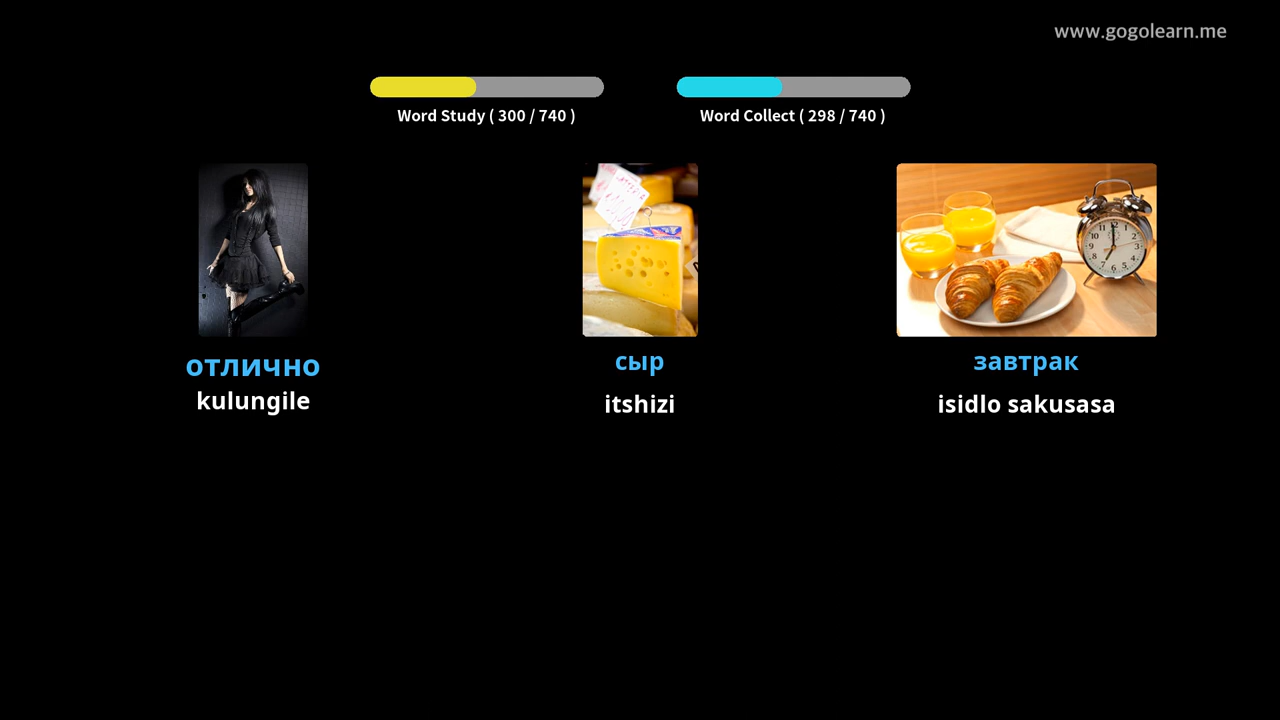 www.gogolearn.me
Word Study ( 300 / 740 )
Word Collect ( 298 / 740 )
отлично
kulungile
сыр
itshizi
завтрак
isidlo sakusasa